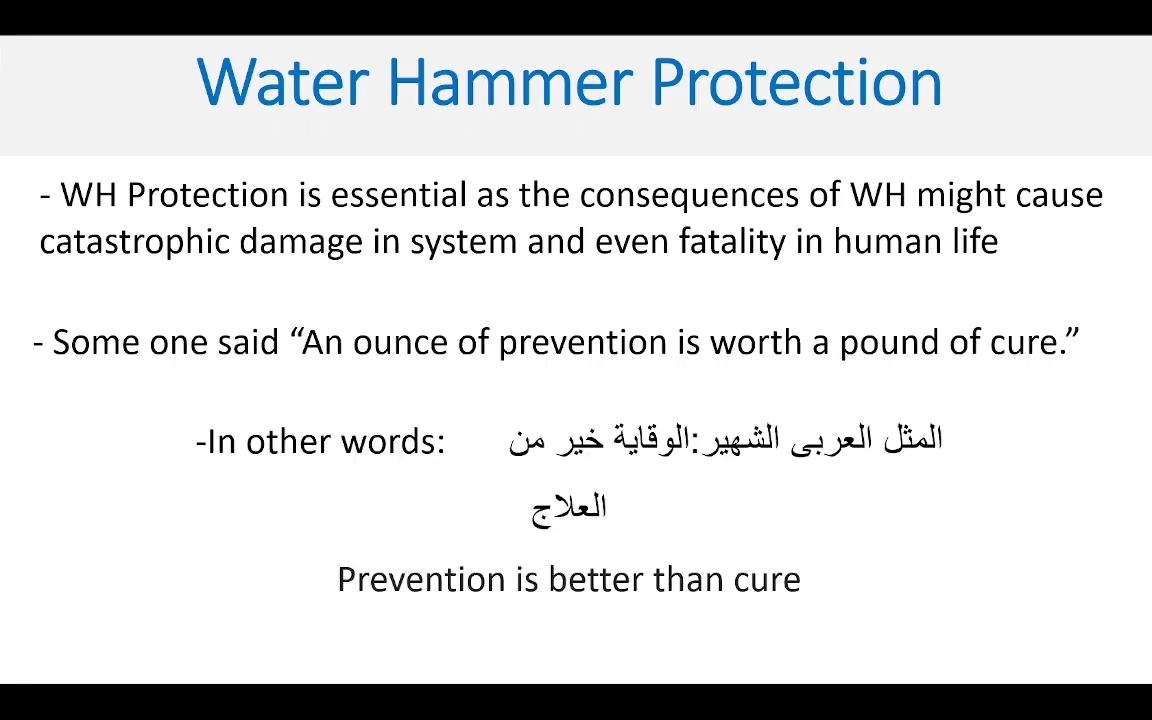 Water Hammer Protection
- WH Protection is essential as the consequences of WH might cause
catastrophic damage in system and even fatality in human life
- Some one said “An ounce of prevention is worth a pound of cure.”
-In other words: المثل العربى الشهير:الوقاية خير من
العلاج
Prevention is better than cure